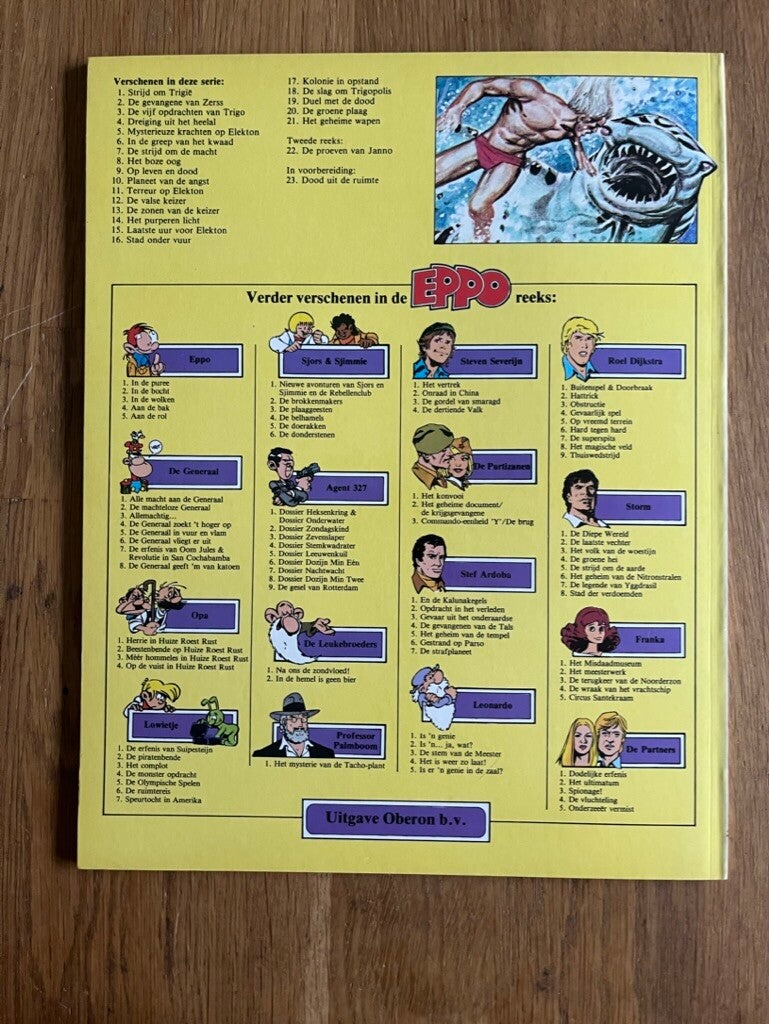 Verschenen in deze serie:
1. Strijd om Trigië
2. De gevangene van Zerss
3. De vijf opdrachten van Trigo
4. Dreiging uit het heelal
5. Mysterieuze krachten op Elekton
6. In de greep van het kwaad
7. De strijd om de macht
8. Het boze oog
9. Op leven en dood
10. Planeet van de angst
11. Terreur op Elekton
12. De valse keizer
13. De zonen van de keizer
14. Het purperen licht
15. Laatste uur voor Elekton
16. Stad onder vuur
17. Kolonie in opstand
18. De slag om Trigopolis
19. Duel met de dood
20. De groene plaag
21. Het geheime wapen
Tweede reeks:
22. De proeven van Janno
In voorbereiding:
23. Dood uit de ruimte
Verder verschenen in de EPPO reeks:
Eppo
1. In de puree
2. In de bocht
3. In de wolken
4. Aan de bak
5. Aan de rol
De Generaal
1. Alle macht aan de Generaal
2. De machteloze Generaal
3. Allemachtig...
4. De Generaal zoekt 't hoger op
5. De Generaal in vuur en vlam
6. De Generaal vliegt er uit
7. De erfenis van Oom Jules &
Revolutie in San Cochabamba
8. De Generaal geeft 'm van katoen
Opa
1. Herrie in Huize Roest Rust
2. Beestenbende op Huize Roest Rust
3. Méér hommeles in Huize Roest Rust
4. Op de vuist in Huize Roest Rust
Lowietje
1. De erfenis van Suipesteijn
2. De piratenbende
3. Het complot
4. De monster opdracht
5. De Olympische Spelen
6. De ruimtereis
7. Speurtocht in Amerika
Sjors & Sjimmie
1. Nieuwe avonturen van Sjors en
Sjimmie en de Rebellenclub
2. De brokkenmakers
3. De plaaggeesten
4. De belhamels
5. De doerakken
6. De donderstenen
Agent 327
1. Dossier Heksenkring &
Dossier Onderwater
2. Dossier Zondagskind
3. Dossier Zevenslaper
4. Dossier Stemkwadrater
5. Dossier Leeuwenkuil
6. Dossier Dozijn Min Eén
7. Dossier Nachtwacht
8. Dossier Dozijn Min Twee
9. De gesel van Rotterdam
De Leukebroeders
1. Na ons de zondvloed!
2. In de hemel is geen bier
Professor
Palmboom
1. Het mysterie van de Tacho-plant
Steven Severijn
1. Het vertrek
2. Onraad in China
3. De gordel van smaragd
4. De dertiende Valk
De Partizanen
1. Het konvooi
2. Het geheime document/
de krijgsgevangene
3. Commando-eenheid 'Y'/De brug
Stef Ardoba
1. En de Kalunakegels
2. Opdracht in het verleden
3. Gevaar uit het onderaardse
4. De gevangenen van de Tals
5. Het geheim van de tempel
6. Gestrand op Parso
7. De strafplaneet
Leonardo
1. Is 'n genie
2. Is 'n... ja, wat?
3. De stem van de Meester
4. Het is weer zo laat!
5. Is er 'n genie in de zaal?
Roel Dijkstra
1. Buitenspel & Doorbraak
2. Hattrick
3. Obstructie
4. Gevaarlijk spel
5. Op vreemd terrein
6. Hard tegen hard
7. De superspits
8. Het magische veld
9. Thuiswedstrijd
Storm
1. De Diepe Wereld
2. De laatste vechter
3. Het volk van de woestijn
4. De groene hel
5. De strijd om de aarde
6. Het geheim van de Nitronstralen
7. De legende van Yggdrasil
8. Stad der verdoemden
Franka
1. Het Misdaadmuseum
2. Het meesterwerk
3. De terugkeer van de Noorderzon
4. De wraak van het vrachtschip
5. Circus Santekraam
De Partners
1. Dodelijke erfenis
2. Het ultimatum
3. Spionage!
4. De vluchteling
5. Onderzeeër vermist
Uitgave Oberon b.v.